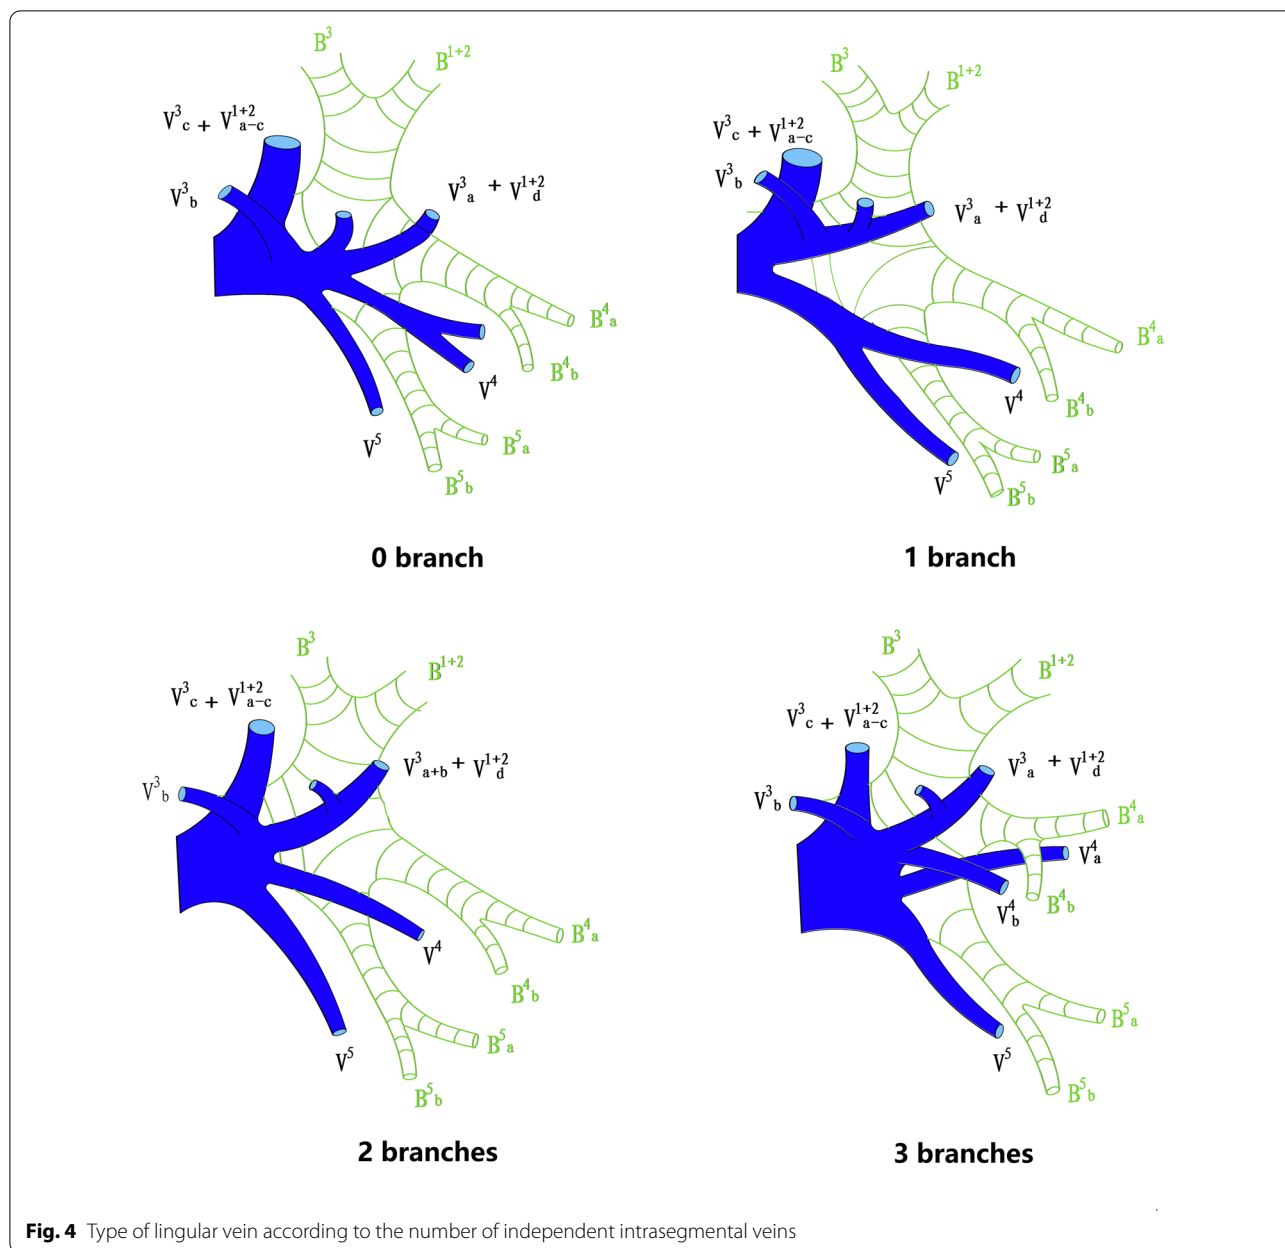 B3
B1+2
V3c + V1+2a–c
V3b
V3a + V1+2d
B4a
B4b
V4
V5
B5a
B5b
0 branch
B3
B1+2
V3c + V1+2a–c
V3b
V3a + V1+2d
B4a
B4b
V4
B5a
V5
B5b
1 branch
B3
B1+2
V3c + V1+2a–c
V3b
V3a+b + V1+2d
B4a
V4
B4b
B5a
V5
B5b
2 branches
B3
B1+2
V3c + V1+2a–c
V3b
V3a + V1+2d
B4a
V4a
B4b
V4b
B5a
V5
B5b
3 branches
Fig. 4 Type of lingular vein according to the number of independent intrasegmental veins